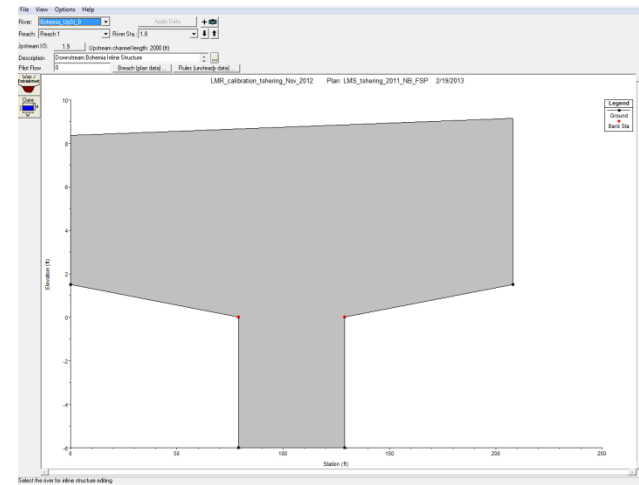 File View Options Help
River: Bohemia_UpSt_9 Apply Data
Reach: Reach 1 River Sta.: 1.8
Upstream XS: 1.9 Upstream channel length: 2000 (ft)
Description Downstream Bohemia Inline Structure ...
Pilot Flow 0 Breach (plan data)... Rules (unsteady data)...
Weir / Embankment
Gate
LMR_calibration_tshering_Nov_2012 Plan: LMS_tshering_2011_NB_FSP 2/19/2013
Legend
Ground
Bank Sta
Elevation (ft)
10
8
6
4
2
0
-2
-4
-6
0 50 100 150 200 250
Station (ft)
Select the river for inline structure editing